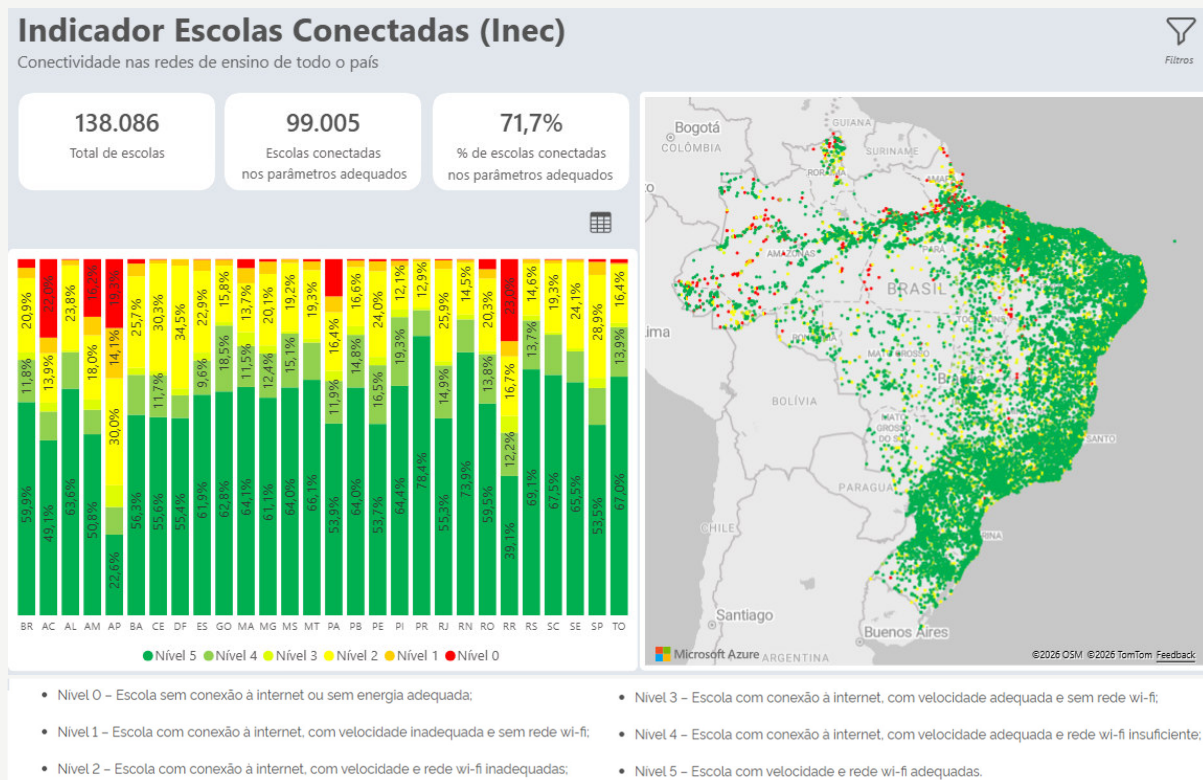 Indicador Escolas Conectadas (Inec)
Conectividade nas redes de ensino de todo o país
Filtros
138.086
Total de escolas
99.005
Escolas conectadas
nos parâmetros adequados
71,7%
% de escolas conectadas
nos parâmetros adequados
20,9%
11,8%
59,9%
22,0%
13,9%
49,1%
23,8%
63,6%
16,2%
18,0%
50,8%
19,3%
14,1%
30,0%
22,6%
25,7%
56,3%
30,3%
11,7%
55,6%
34,5%
55,4%
22,9%
9,6%
61,9%
15,8%
18,5%
62,8%
13,7%
11,5%
64,1%
20,1%
12,4%
61,1%
19,2%
15,1%
64,0%
19,3%
66,1%
16,4%
11,9%
53,9%
16,6%
14,8%
64,0%
24,0%
16,5%
53,7%
12,1%
19,3%
64,4%
12,9%
78,4%
25,9%
14,9%
55,3%
14,5%
73,9%
20,3%
13,8%
59,5%
23,0%
16,7%
12,2%
39,1%
14,6%
13,7%
69,1%
19,3%
67,5%
24,1%
65,5%
28,9%
53,5%
16,4%
13,9%
67,0%
BR AC AL AM AP BA CE DF ES GO MA MG MS MT PA PB PE PI PR RJ RN RO RR RS SC SE SP TO
Nível 5 Nível 4 Nível 3 Nível 2 Nível 1 Nível 0
Bogotá
COLÔMBIA
GUIANA
SURINAME
AMAZONAS
PARÁ
BRASIL
MATO GROSSO
BOLÍVIA
MATO
GROSSO
DO SUL
PARAGUA
CHILE
Santiago
Buenos Aires
ARGENTINA
Microsoft Azure
©2026 OSM ©2026 TomTom Feedback
• Nível 0 – Escola sem conexão à internet ou sem energia adequada;
• Nível 1 – Escola com conexão à internet, com velocidade inadequada e sem rede wi-fi;
• Nível 2 – Escola com conexão à internet, com velocidade e rede wi-fi inadequadas;
• Nível 3 – Escola com conexão à internet, com velocidade adequada e sem rede wi-fi;
• Nível 4 – Escola com conexão à internet, com velocidade adequada e rede wi-fi insuficiente;
• Nível 5 – Escola com velocidade e rede wi-fi adequadas.